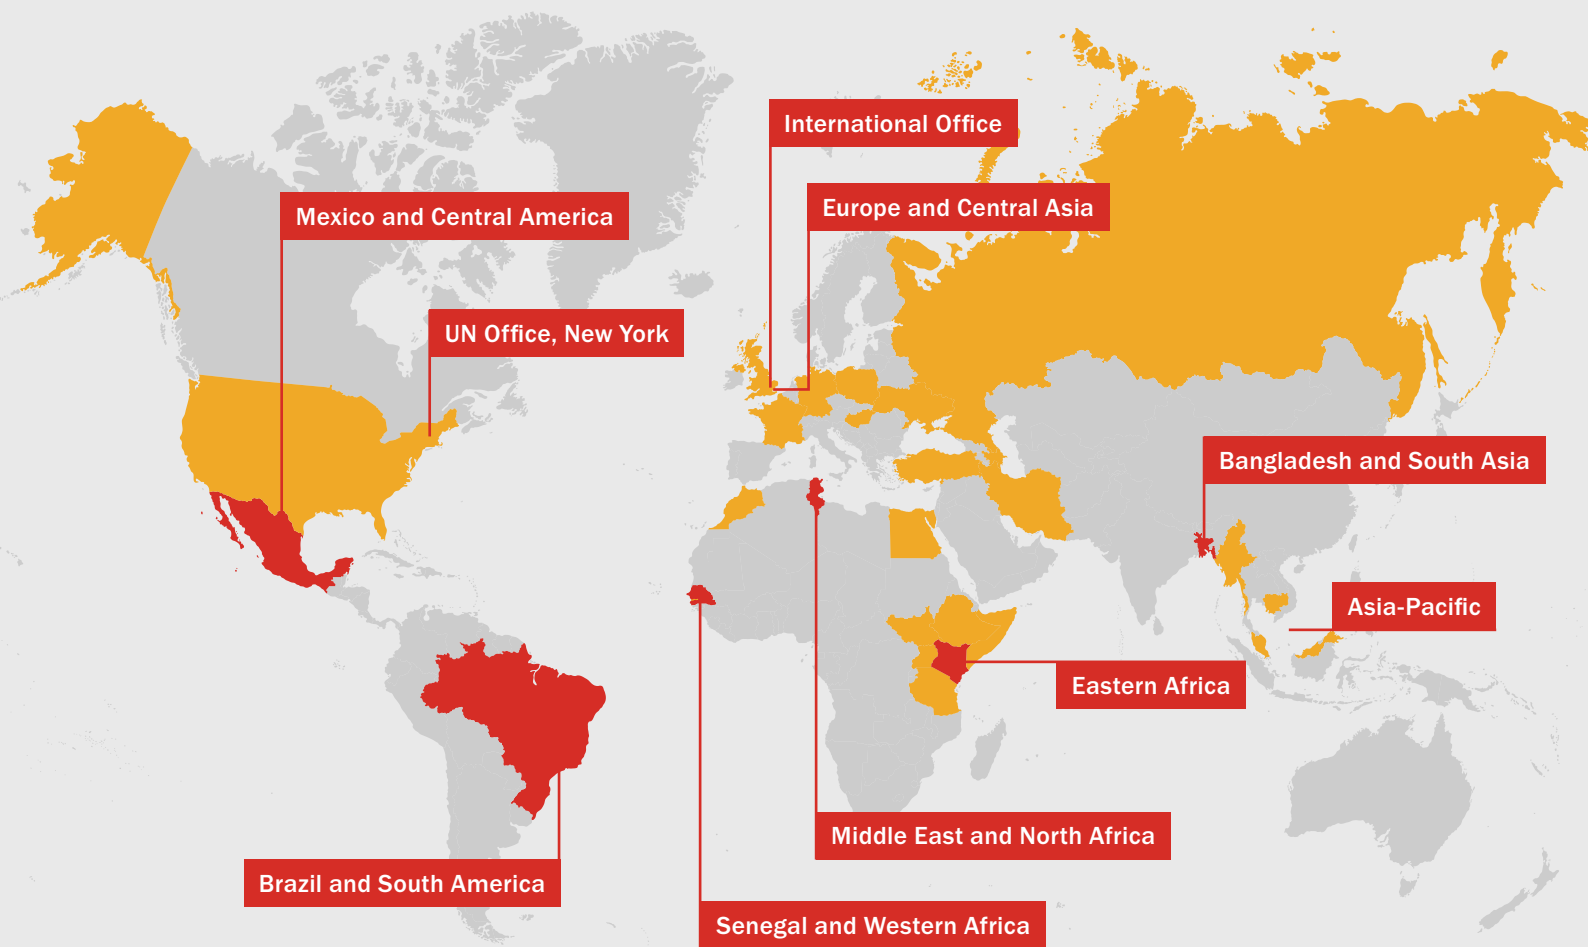 International Office
Europe and Central Asia
Mexico and Central America
UN Office, New York
Bangladesh and South Asia
Asia-Pacific
Eastern Africa
Middle East and North Africa
Brazil and South America
Senegal and Western Africa